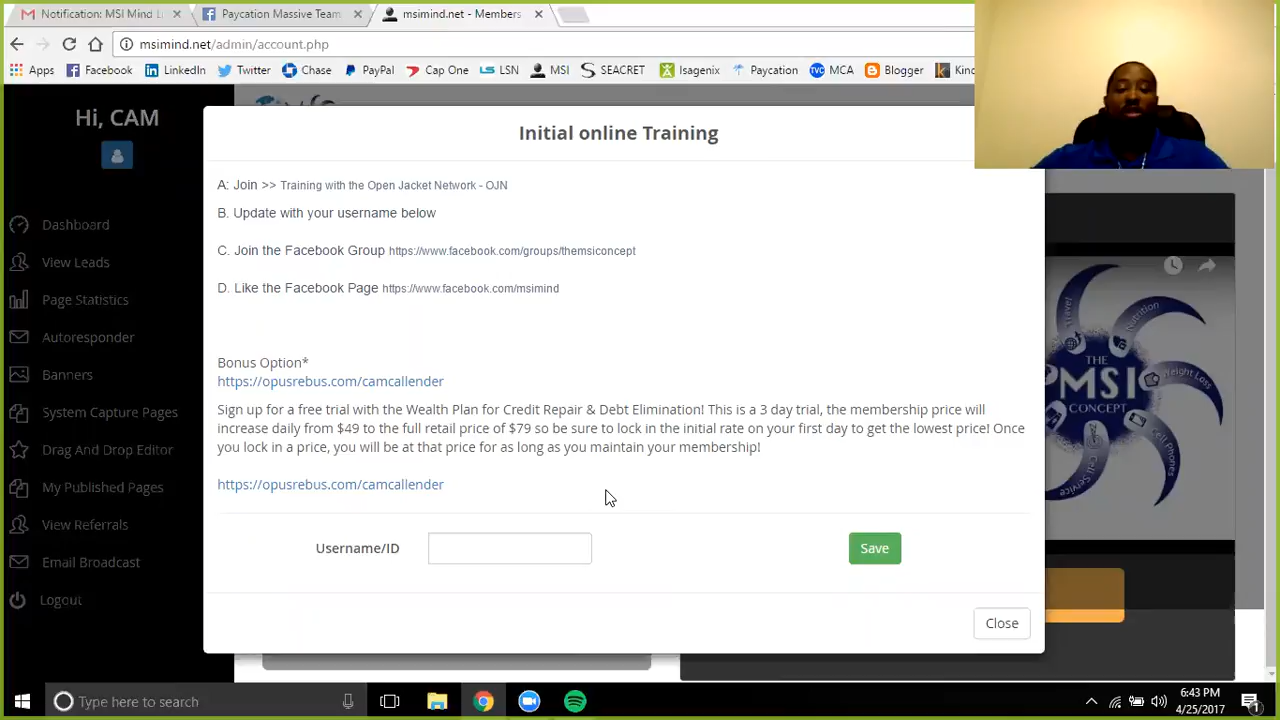 Notification: MSI Mind L
Paycation Massive Team
msimind.net - Members
msimind.net/admin/account.php
Apps Facebook LinkedIn Twitter Chase PayPal Cap One LSN MSI SEACRET Isagenix Paycation MCA Blogger Kind
Hi, CAM
Initial online Training
A: Join >> Training with the Open Jacket Network - OJN
B. Update with your username below
Dashboard
C. Join the Facebook Group https://www.facebook.com/groups/themsiconcept
View Leads
D. Like the Facebook Page https://www.facebook.com/msimind
Page Statistics
Autoresponder
Bonus Option*
Banners
https://opusrebus.com/camcallender
Sign up for a free trial with the Wealth Plan for Credit Repair & Debt Elimination! This is a 3 day trial, the membership price will
System Capture Pages
increase daily from $49 to the full retail price of $79 so be sure to lock in the initial rate on your first day to get the lowest price! Once
you lock in a price, you will be at that price for as long as you maintain your membership!
Drag And Drop Editor
https://opusrebus.com/camcallender
My Published Pages
View Referrals
Username/ID
Save
Email Broadcast
Logout
Close
Travel
Nutrition
Weight Loss
THE
MSI
CONCEPT
Cell Phones
Cell Service
Type here to search
6:43 PM
4/25/2017